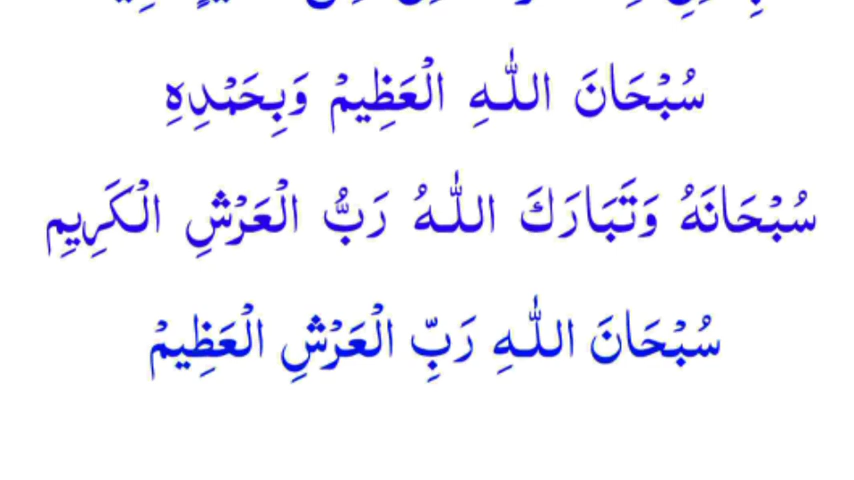 سُبْحَانَ اللّٰهِ الْعَظِيمْ وَبِحَمْدِهِ
سُبْحَانَهُ وَتَبَارَكَ اللّٰهُ رَبُّ الْعَرْشِ الْكَرِيمِ
سُبْحَانَ اللّٰهِ رَبِّ الْعَرْشِ الْعَظِيمْ